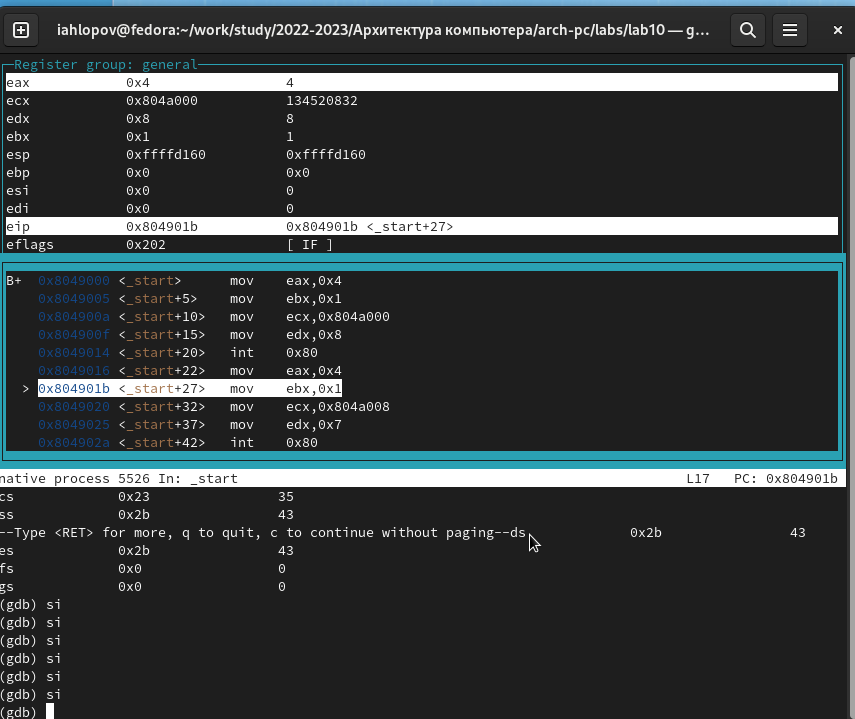 iahlopov@fedora:~/work/study/2022-2023/Архитектура компьютера/arch-pc/labs/lab10 — g…
Register group: general
eax 0x4 4
ecx 0x804a000 134520832
edx 0x8 8
ebx 0x1 1
esp 0xffffd160 0xffffd160
ebp 0x0 0x0
esi 0x0 0
edi 0x0 0
eip 0x804901b 0x804901b <_start+27>
eflags 0x202 [ IF ]
B+ 0x8049000 <_start> mov eax,0x4
0x8049005 <_start+5> mov ebx,0x1
0x804900a <_start+10> mov ecx,0x804a000
0x804900f <_start+15> mov edx,0x8
0x8049014 <_start+20> int 0x80
0x8049016 <_start+22> mov eax,0x4
> 0x804901b <_start+27> mov ebx,0x1
0x8049020 <_start+32> mov ecx,0x804a008
0x8049025 <_start+37> mov edx,0x7
0x804902a <_start+42> int 0x80
native process 5526 In: _start L17 PC: 0x804901b
cs 0x23 35
ss 0x2b 43
--Type <RET> for more, q to quit, c to continue without paging--ds 0x2b 43
es 0x2b 43
fs 0x0 0
gs 0x0 0
(gdb) si
(gdb) si
(gdb) si
(gdb) si
(gdb) si
(gdb) si
(gdb)